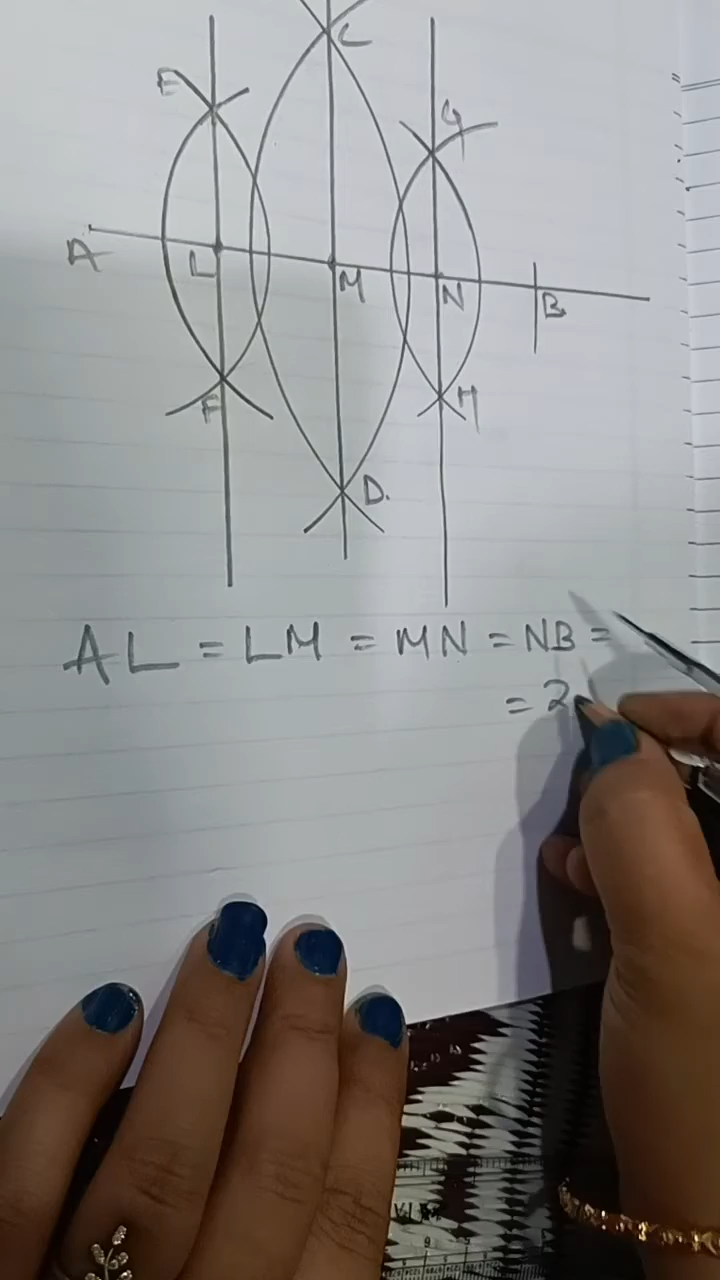 C
E
G
A
L
M
N
B
F
H
D.
AL = LM = MN = NB =
= 2